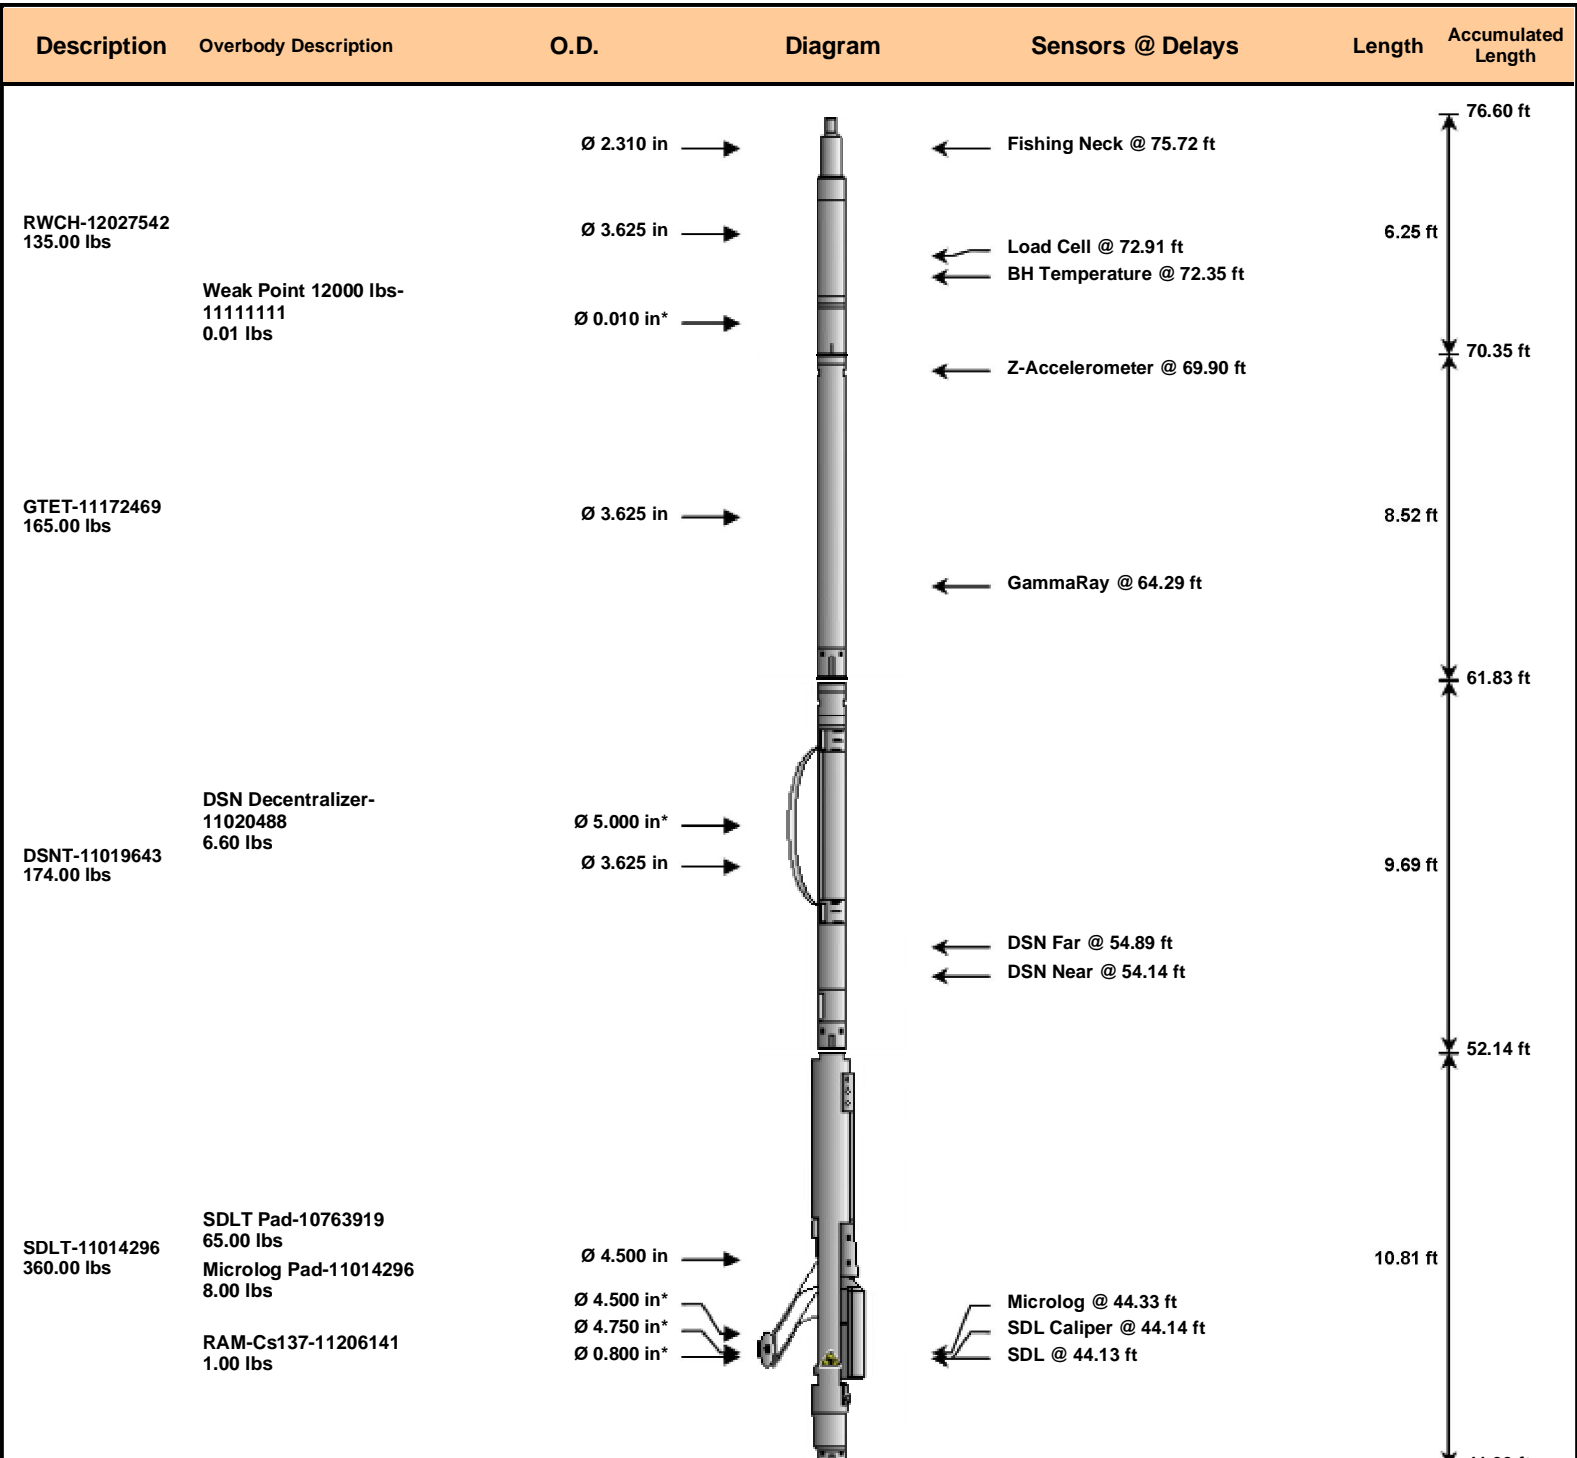 Description Overbody Description O.D. Diagram Sensors @ Delays Length Accumulated Length
76.60 ft
Ø 2.310 in Fishing Neck @ 75.72 ft
RWCH-12027542
135.00 lbs
Ø 3.625 in
6.25 ft
Load Cell @ 72.91 ft
BH Temperature @ 72.35 ft
Weak Point 12000 lbs-
11111111
0.01 lbs
Ø 0.010 in*
70.35 ft
Z-Accelerometer @ 69.90 ft
GTET-11172469
165.00 lbs
Ø 3.625 in
8.52 ft
GammaRay @ 64.29 ft
61.83 ft
DSN Decentralizer-
11020488
6.60 lbs
Ø 5.000 in*
DSNT-11019643
174.00 lbs
Ø 3.625 in
9.69 ft
DSN Far @ 54.89 ft
DSN Near @ 54.14 ft
52.14 ft
SDLT Pad-10763919
65.00 lbs
SDLT-11014296
360.00 lbs
Ø 4.500 in
10.81 ft
Microlog Pad-11014296
8.00 lbs
Ø 4.500 in*
Microlog @ 44.33 ft
Ø 4.750 in*
SDL Caliper @ 44.14 ft
RAM-Cs137-11206141
1.00 lbs
Ø 0.800 in*
SDL @ 44.13 ft